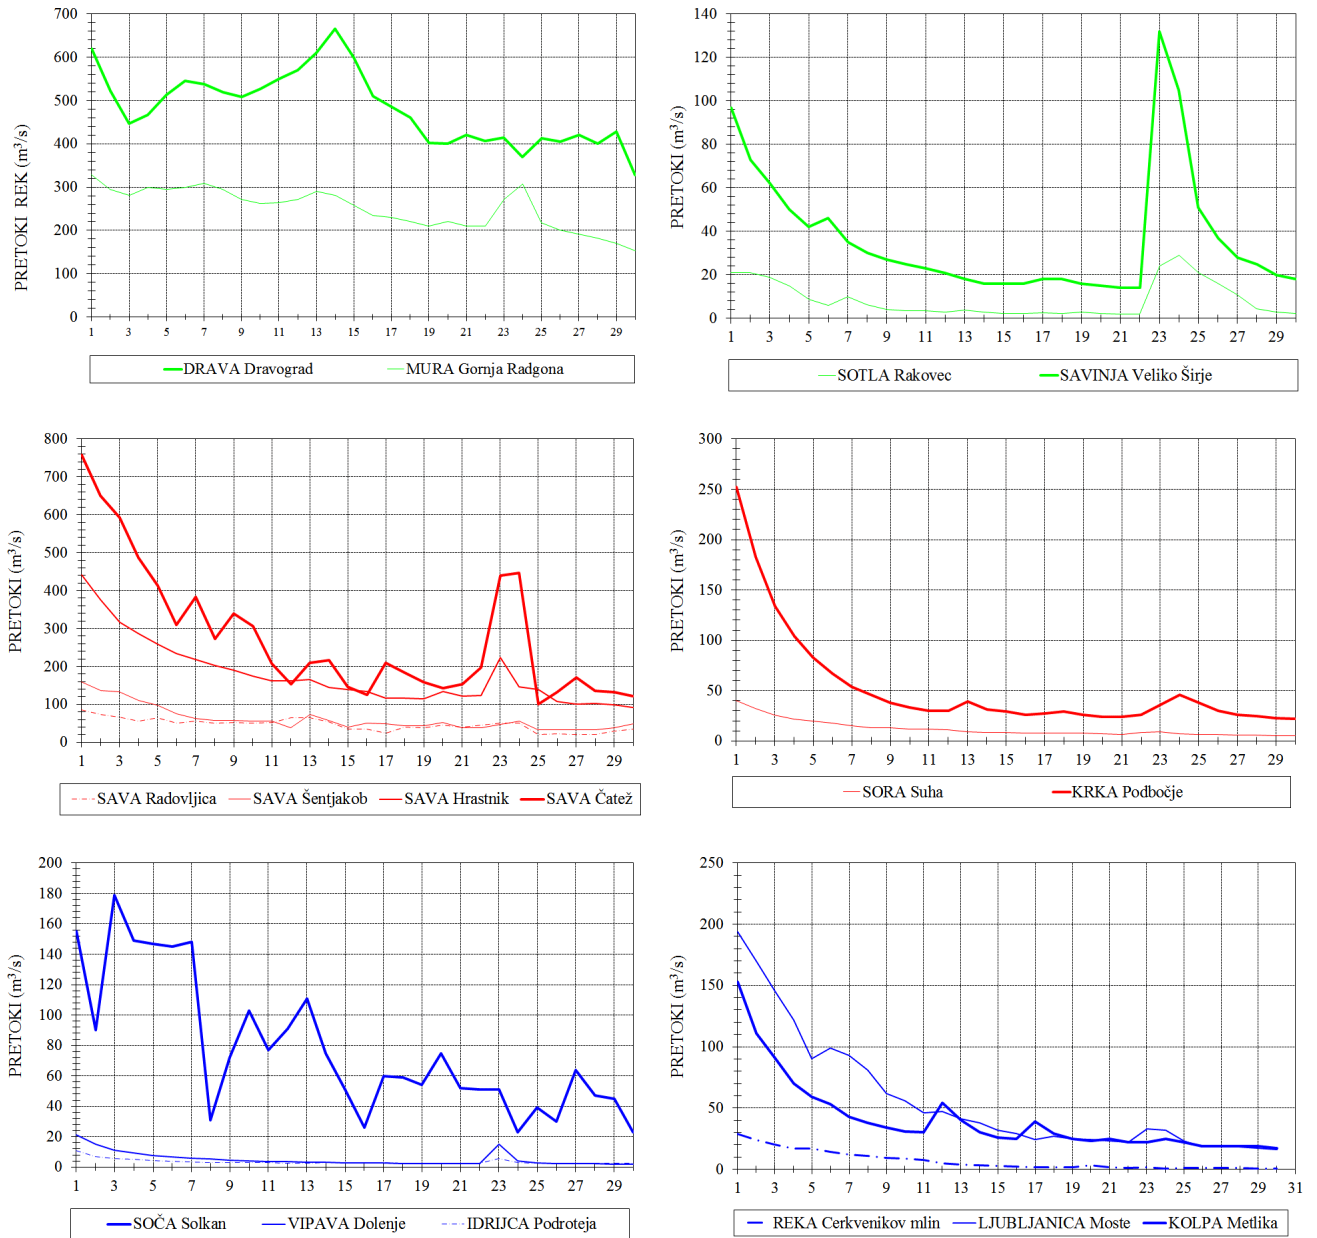 700
600
500
400
300
200
100
0
PRETOKI REK (m³/s)
1 3 5 7 9 11 13 15 17 19 21 23 25 27 29
DRAVA Dravograd MURA Gornja Radgona
140
120
100
80
60
40
20
0
PRETOKI (m³/s)
1 3 5 7 9 11 13 15 17 19 21 23 25 27 29
SOTLA Rakovec SAVINJA Veliko Širje
800
700
600
500
400
300
200
100
0
PRETOKI (m³/s)
1 3 5 7 9 11 13 15 17 19 21 23 25 27 29
SAVA Radovljica SAVA Šentjakob SAVA Hrastnik SAVA Čatež
300
250
200
150
100
50
0
PRETOKI (m³/s)
1 3 5 7 9 11 13 15 17 19 21 23 25 27 29
SORA Suha KRKA Podbočje
200
180
160
140
120
100
80
60
40
20
0
PRETOKI (m³/s)
1 3 5 7 9 11 13 15 17 19 21 23 25 27 29
SOČA Solkan VIPAVA Dolenje IDRIJCA Podroteja
250
200
150
100
50
0
PRETOKI (m³/s)
1 3 5 7 9 11 13 15 17 19 21 23 25 27 29 31
REKA Cerkvenikov mlin LJUBLJANICA Moste KOLPA Metlika